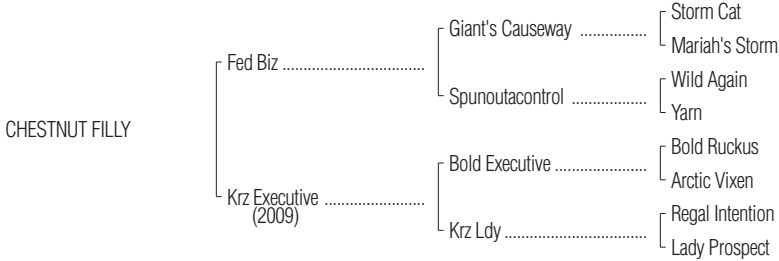 Storm Cat
Giant's Causeway ................
Mariah's Storm
Fed Biz .................................
Wild Again
Spunoutacontrol ..................
Yarn
CHESTNUT FILLY
Bold Ruckus
Bold Executive ......................
Arctic Vixen
Krz Executive .......................
(2009)
Regal Intention
Krz Ldy .................................
Lady Prospect